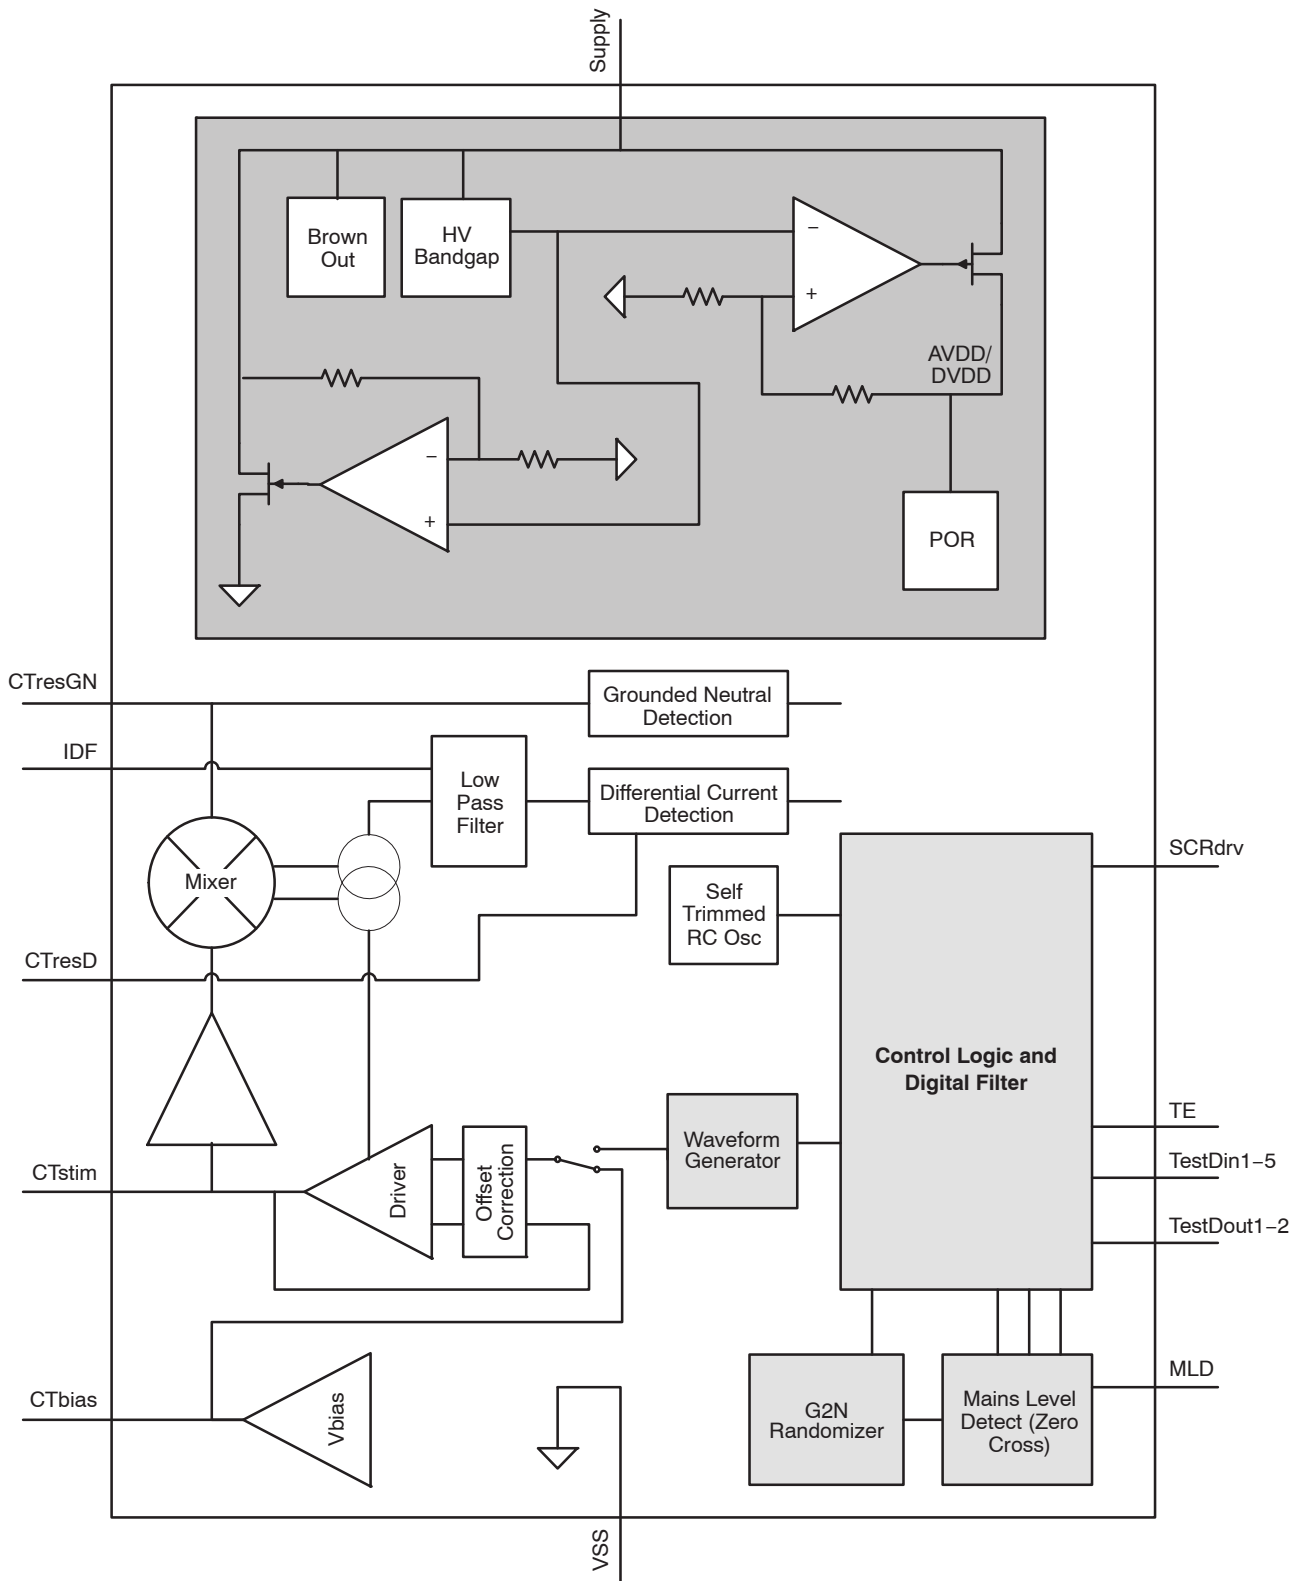 Supply
Brown
Out
HV
Bandgap
−
+
AVDD/
DVDD
−
+
POR
CTresGN
Grounded Neutral
Detection
IDF
Low
Pass
Filter
Differential Current
Detection
Mixer
Self
Trimmed
RC Osc
SCRdrv
CTresD
Control Logic and
Digital Filter
TE
Waveform
Generator
TestDin1−5
CTstim
Driver
Offset
Correction
TestDout1−2
MLD
CTbias
Vbias
G2N
Randomizer
Mains Level
Detect (Zero
Cross)
VSS